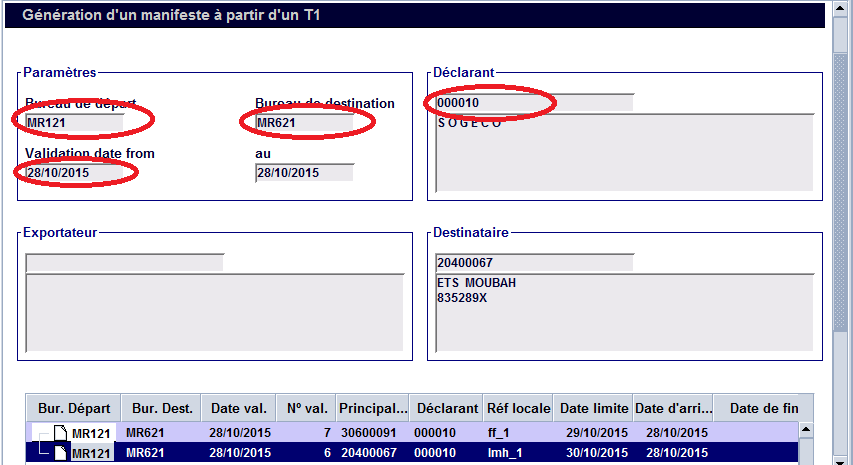 Génération d'un manifeste à partir d'un T1
Paramètres
Bureau de départ
Bureau de destination
MR121
MR621
Validation date from
au
28/10/2015
28/10/2015
Déclarant
000010
S O G E C O
Exportateur
Destinataire
20400067
ETS MOUBAH
835289X
Bur. Départ Bur. Dest. Date val. Nº val. Principal... Déclarant Réf locale Date limite Date d'arri... Date de fin
MR121 MR621 28/10/2015 7 30600091 000010 ff_1 29/10/2015 28/10/2015
MR121 MR621 28/10/2015 6 20400067 000010 lmh_1 30/10/2015 28/10/2015